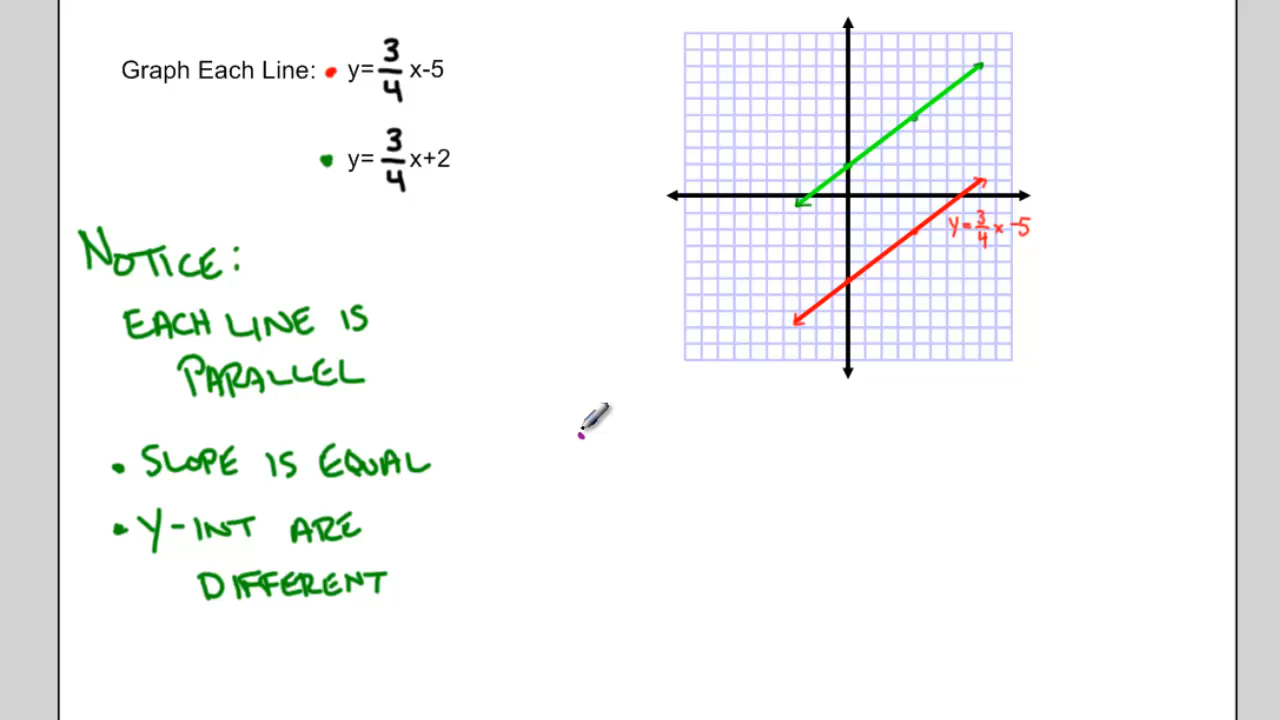 Graph Each Line: • y= 3/4 x-5
• y= 3/4 x+2
y = 3/4 x -5
NOTICE:
EACH LINE IS
PARALLEL
• SLOPE IS EQUAL
• Y-INT ARE
DIFFERENT